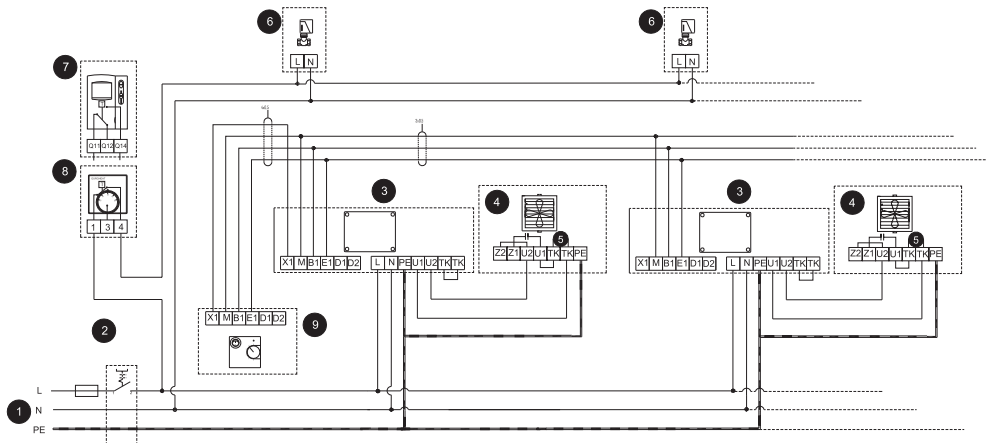 6
6
7
L N
L N
Q11 Q12 Q14
8
3
3
4
4
1 3 4
5
5
Z2 Z1 U2 U1 TK TK PE
Z2 Z1 U2 U1 TK TK PE
X1 M B1 E1 D1 D2
L N PE U1 U2 TK TK
X1 M B1 E1 D1 D2
L N PE U1 U2 TK TK
2
X1 M B1 E1 D1 D2
9
L
1
N
PE